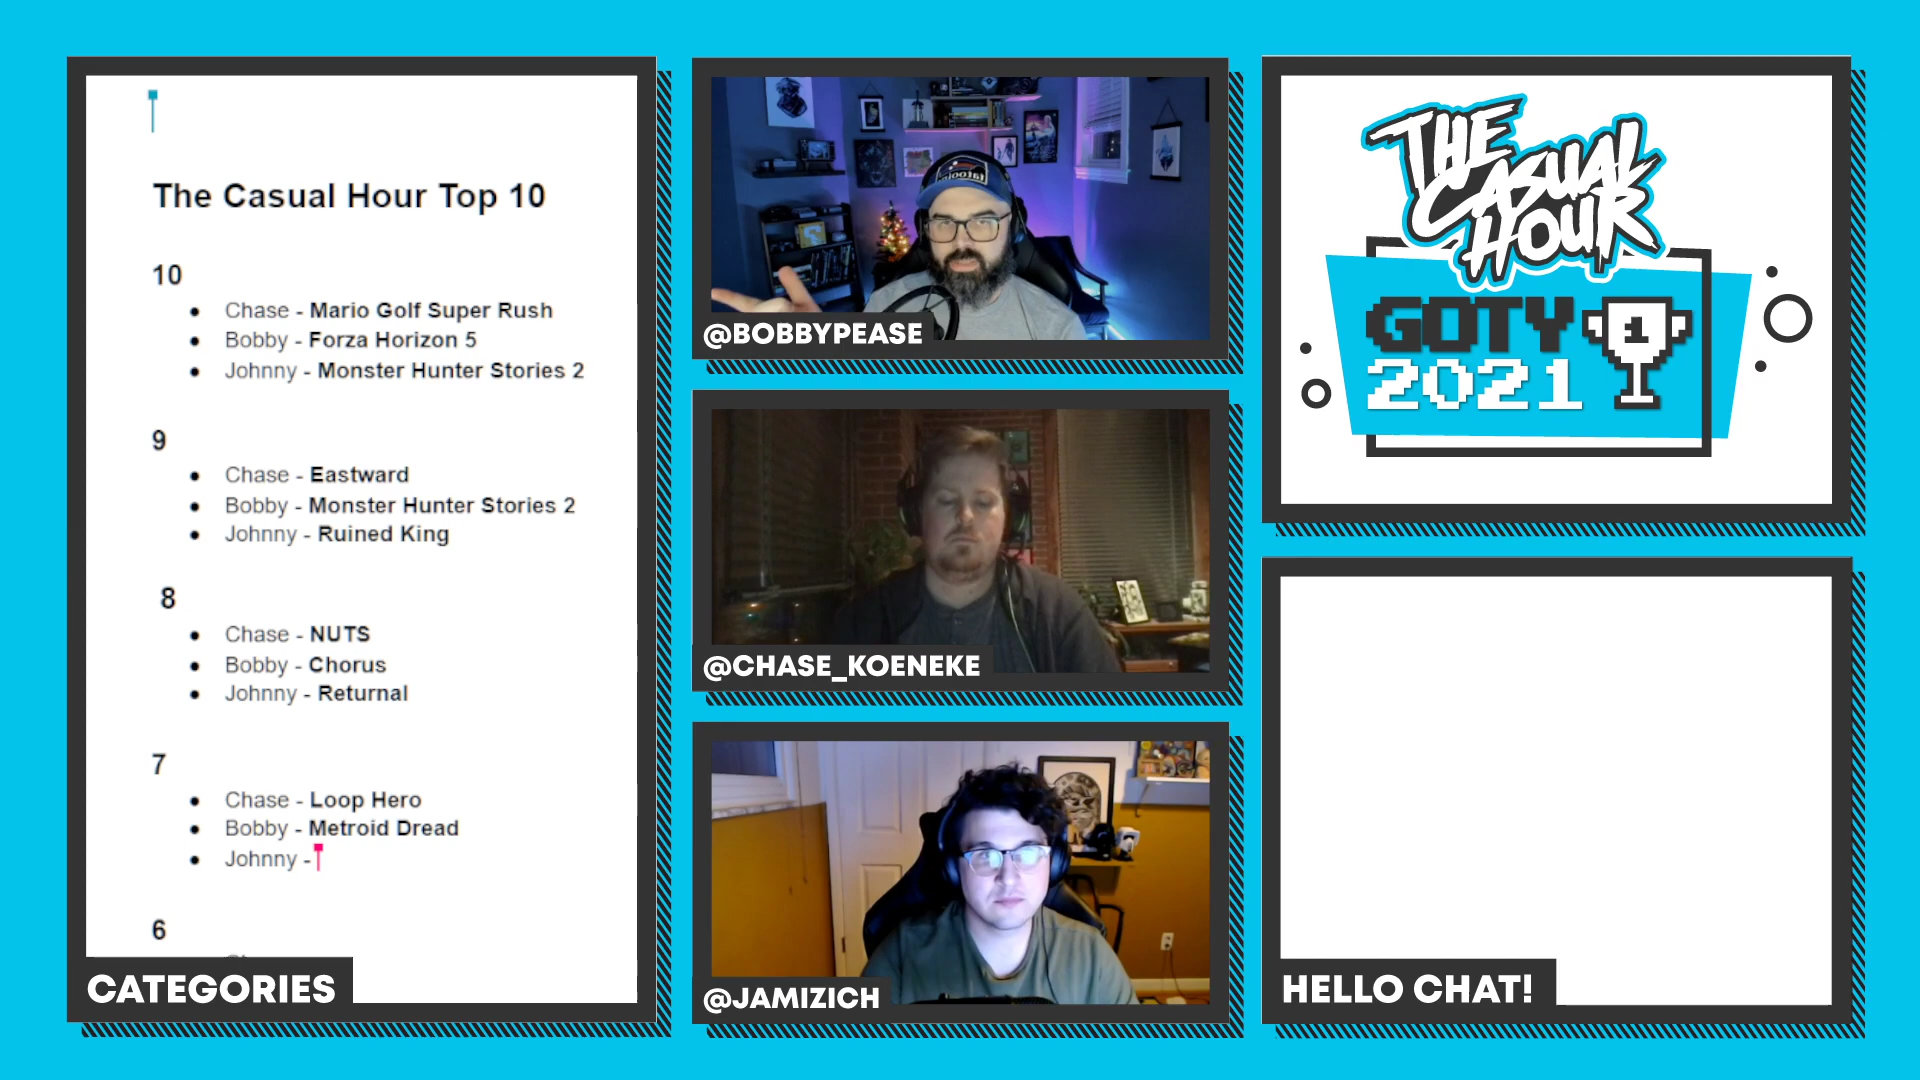 The Casual Hour Top 10
10
● Chase - Mario Golf Super Rush
● Bobby - Forza Horizon 5
● Johnny - Monster Hunter Stories 2
9
● Chase - Eastward
● Bobby - Monster Hunter Stories 2
● Johnny - Ruined King
8
● Chase - NUTS
● Bobby - Chorus
● Johnny - Returnal
7
● Chase - Loop Hero
● Bobby - Metroid Dread
● Johnny -
6
CATEGORIES
@BOBBYPEASE
@CHASE_KOENEKE
@JAMIZICH
THE
CASUAL
HOUR
GOTY
2021
1
HELLO CHAT!